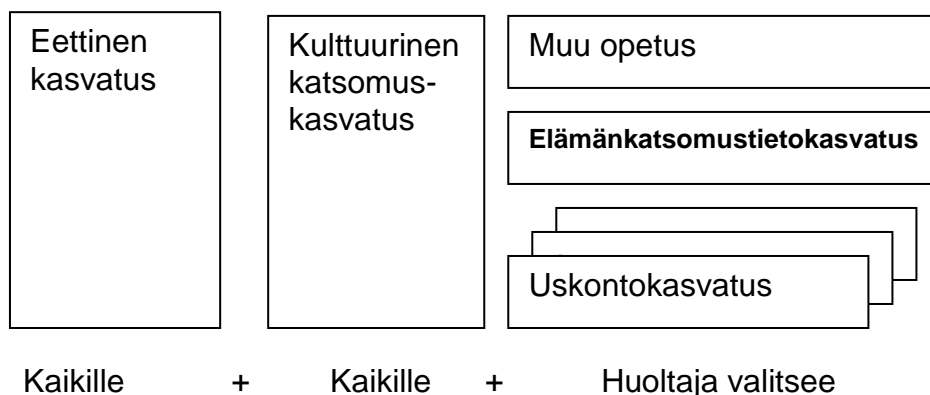 Eettinen
kasvatus
Kulttuurinen
katsomus-
kasvatus
Muu opetus
Elämänkatsomustietokasvatus
Uskontokasvatus
Kaikille + Kaikille + Huoltaja valitsee